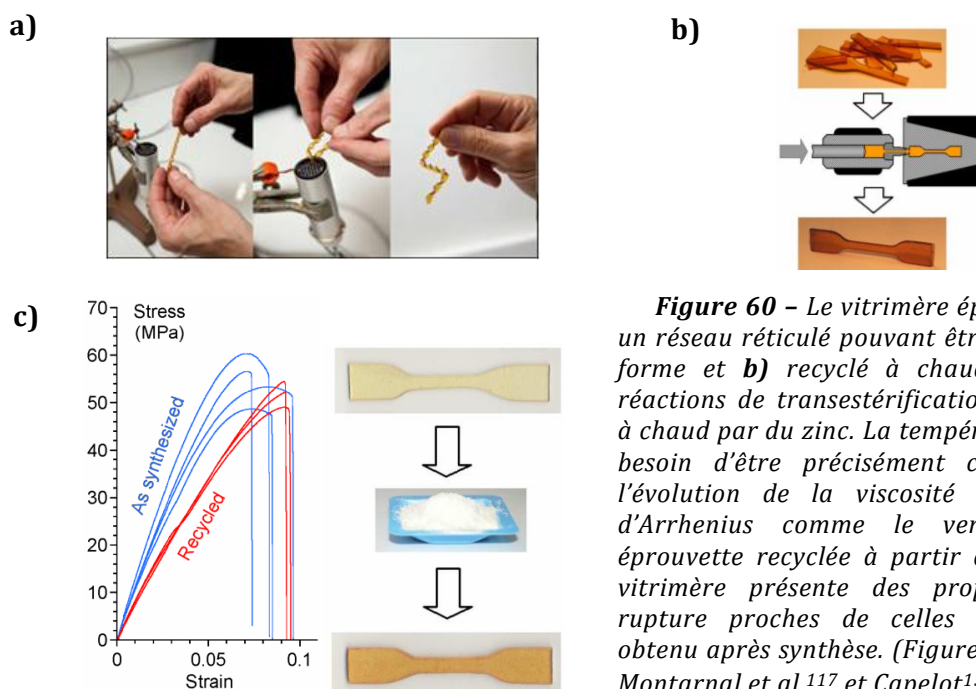 a)
b)
c)
70
60
50
40
30
20
10
0
Stress
(MPa)
As synthesized
Recycled
0
0.05
0.1
Strain
Figure 60 – Le vitrimère ép
un réseau réticulé pouvant êtr
forme et b) recyclé à chau
réactions de transestérification
à chaud par du zinc. La tempér
besoin d'être précisément c
l'évolution de la viscosité
d'Arrhenius comme le ver
éprouvette recyclée à partir
vitrimère présente des prop
rupture proches de celles
obtenu après synthèse. (Figure
Montarnal et al.117 et Capelot